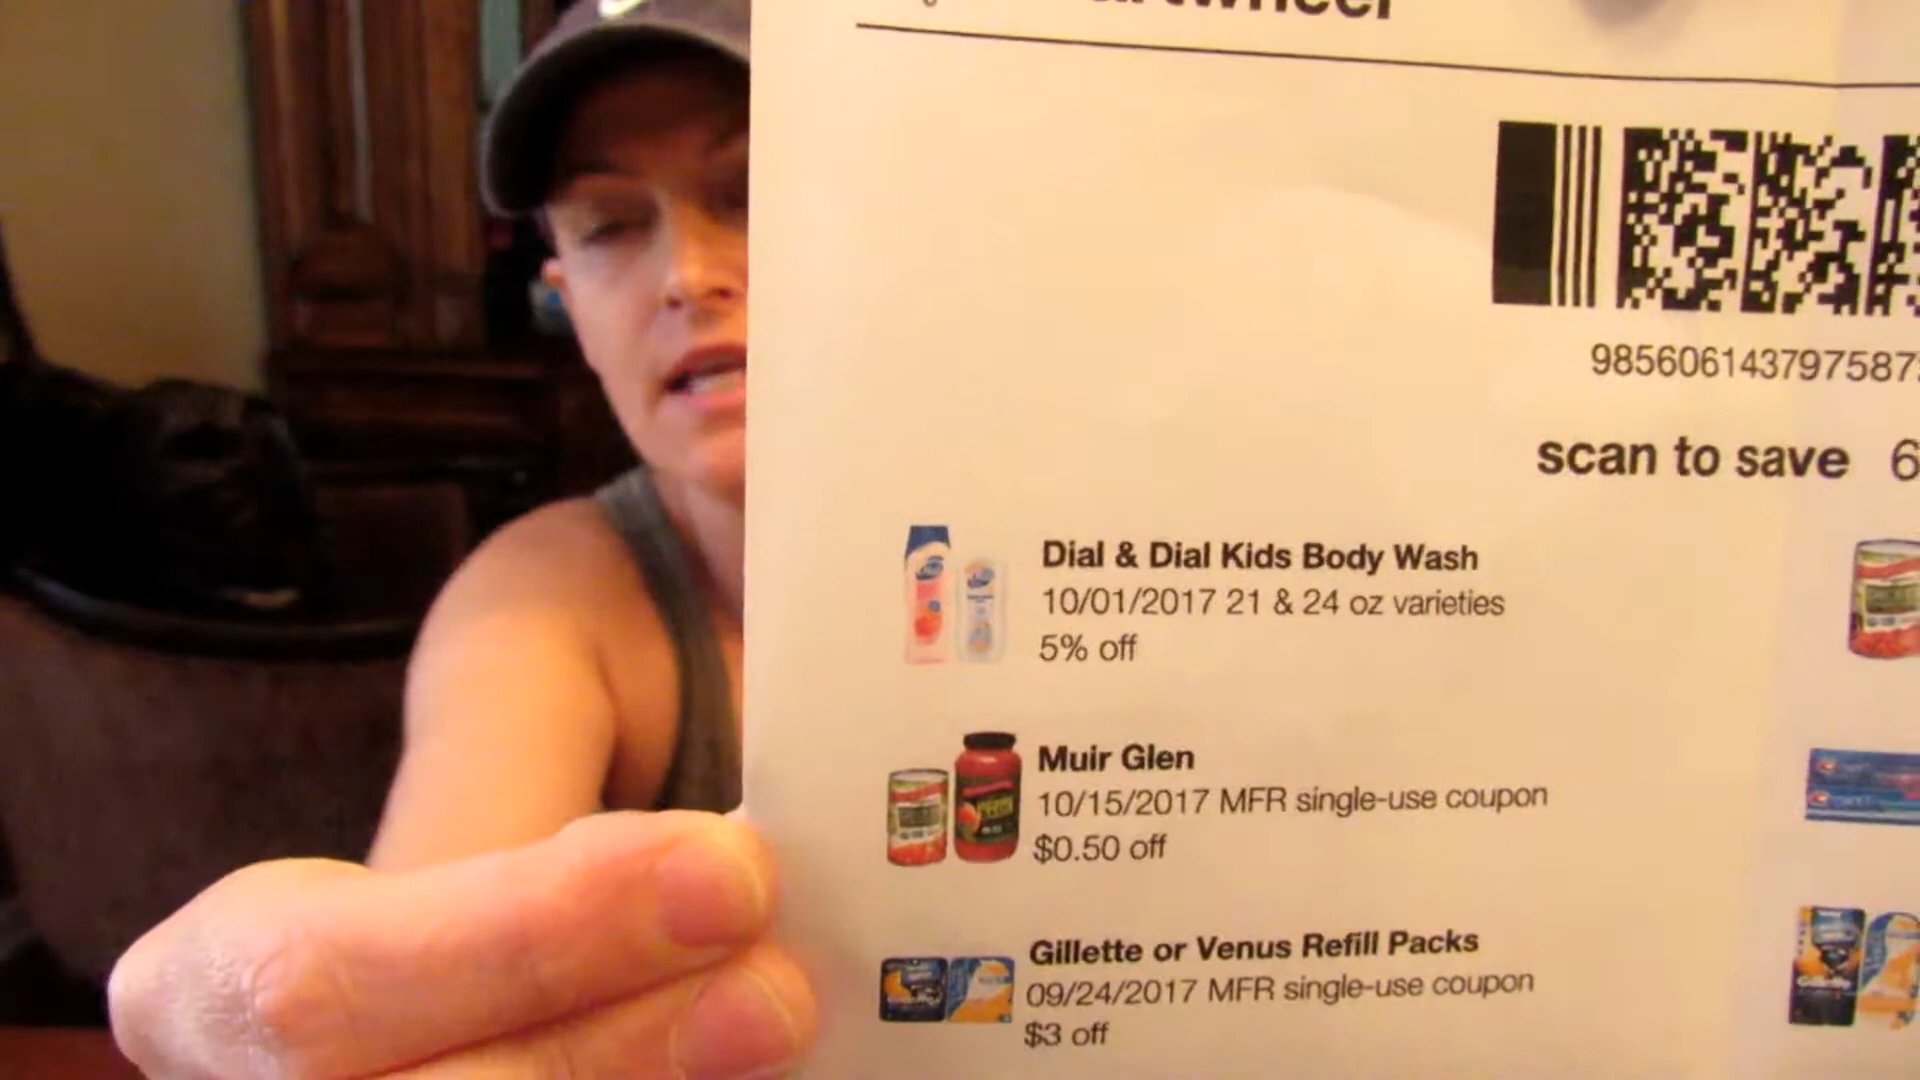 scan to save 6
Dial & Dial Kids Body Wash
10/01/2017 21 & 24 oz varieties
5% off
Muir Glen
10/15/2017 MFR single-use coupon
$0.50 off
Gillette or Venus Refill Packs
09/24/2017 MFR single-use coupon
$3 off